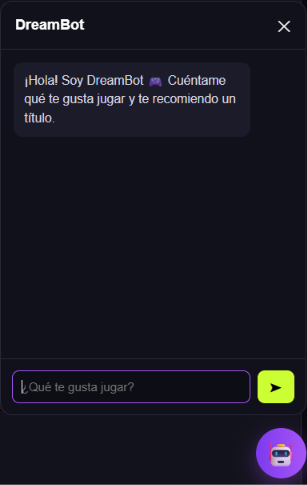 DreamBot
¡Hola! Soy DreamBot 🎮 Cuéntame
qué te gusta jugar y te recomiendo un
título.
¿Qué te gusta jugar?